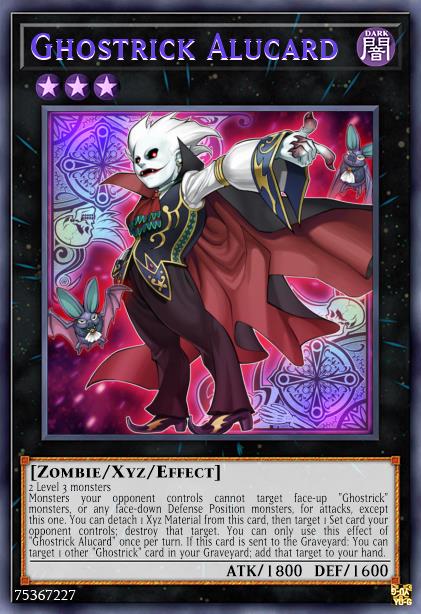 GHOSTRICK ALUCARD
DARK
闇
[ZOMBIE/XYZ/EFFECT]
2 Level 3 monsters
Monsters your opponent controls cannot target face-up "Ghostrick"
monsters, or any face-down Defense Position monsters, for attacks, except
this one. You can detach 1 Xyz Material from this card, then target 1 Set card your
opponent controls; destroy that target. You can only use this effect of
"Ghostrick Alucard" once per turn. If this card is sent to the Graveyard: You can
target 1 other "Ghostrick" card in your Graveyard; add that target to your hand.
ATK/1800 DEF/1600
75367227